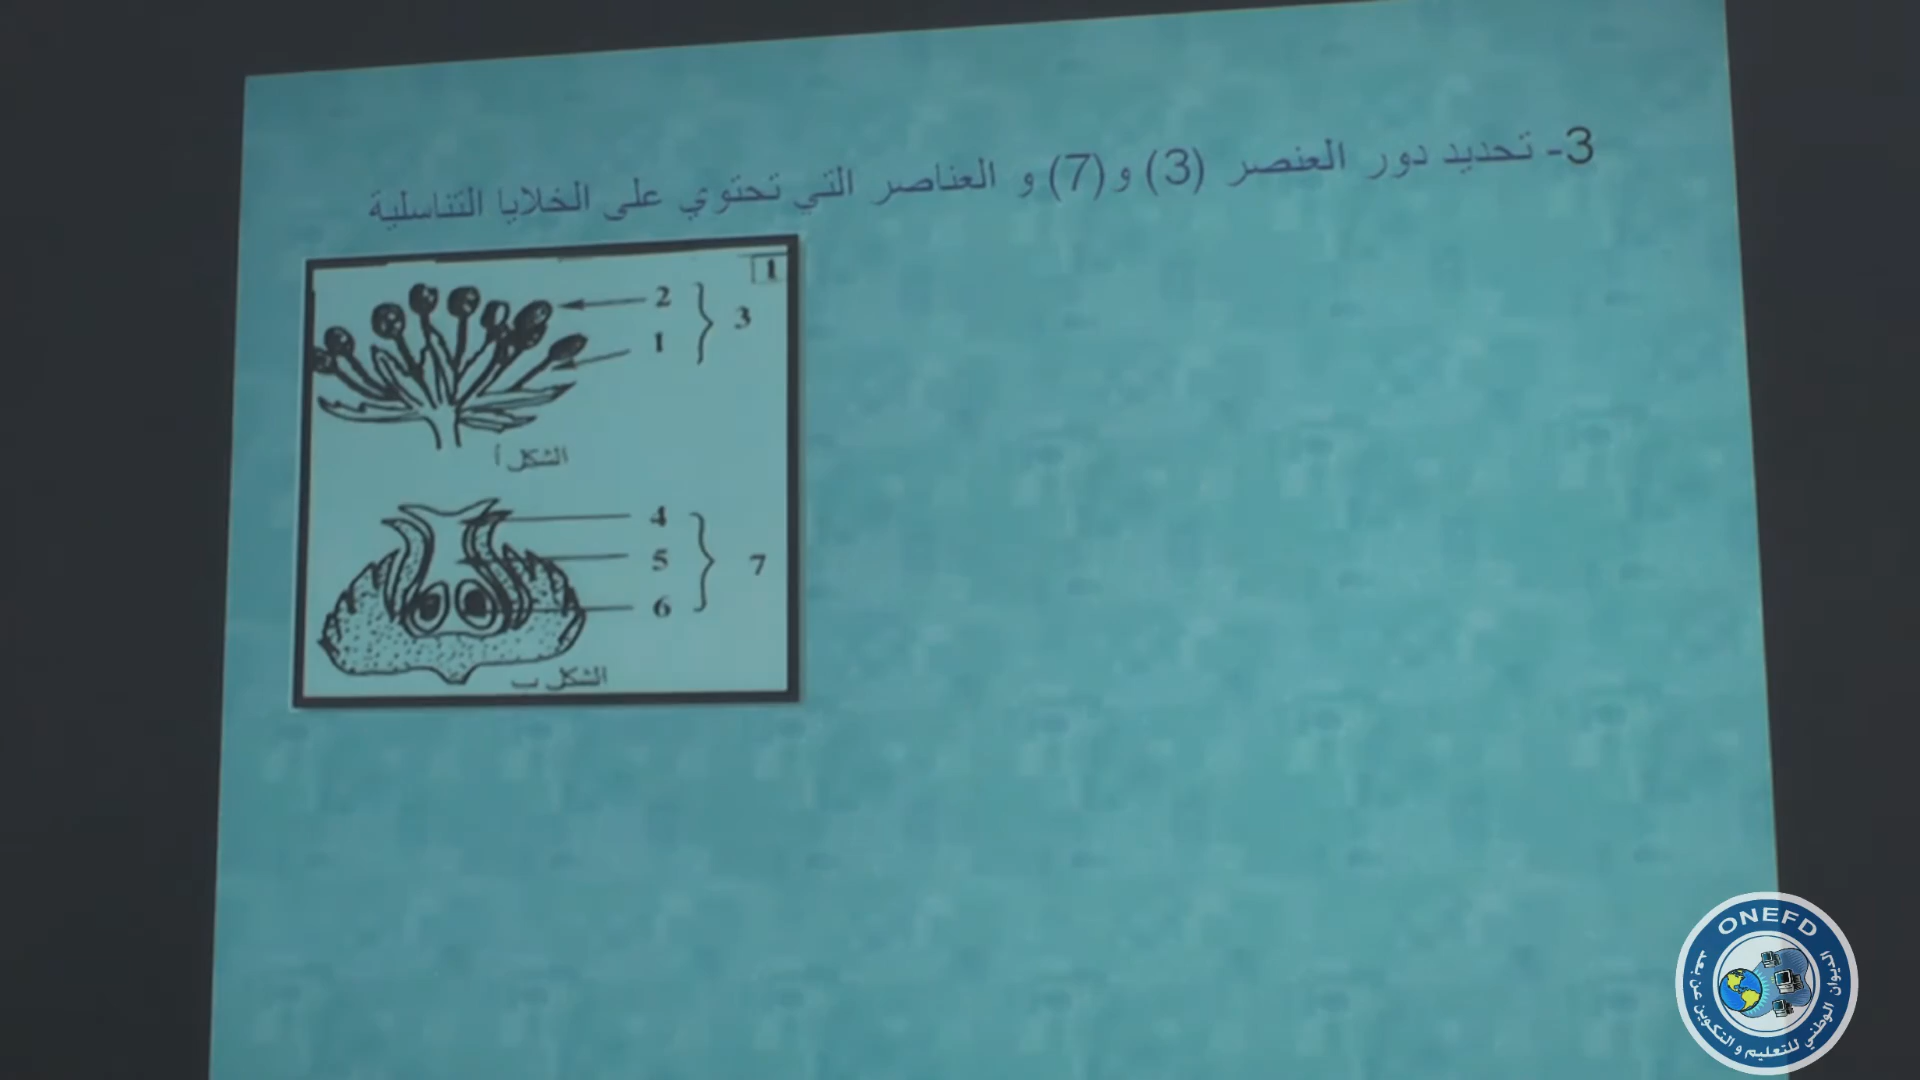 3- تحديد دور العنصر (3) و(7) و العناصر التي تحتوي على الخلايا التناسلية
1
2
1
3
الشكل أ
4
5
6
7
الشكل ب
ONEFD
الديوان الوطني للتعليم و التكوين عن بعد